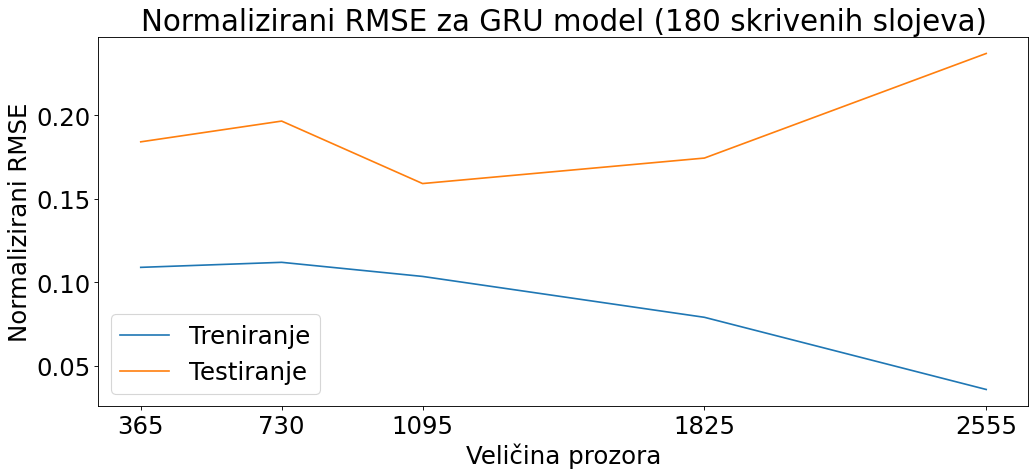 Normalizirani RMSE za GRU model (180 skrivenih slojeva)
Normalizirani RMSE
0.20
0.15
0.10
0.05
Treniranje
Testiranje
365 730 1095 1825 2555
Veličina prozora